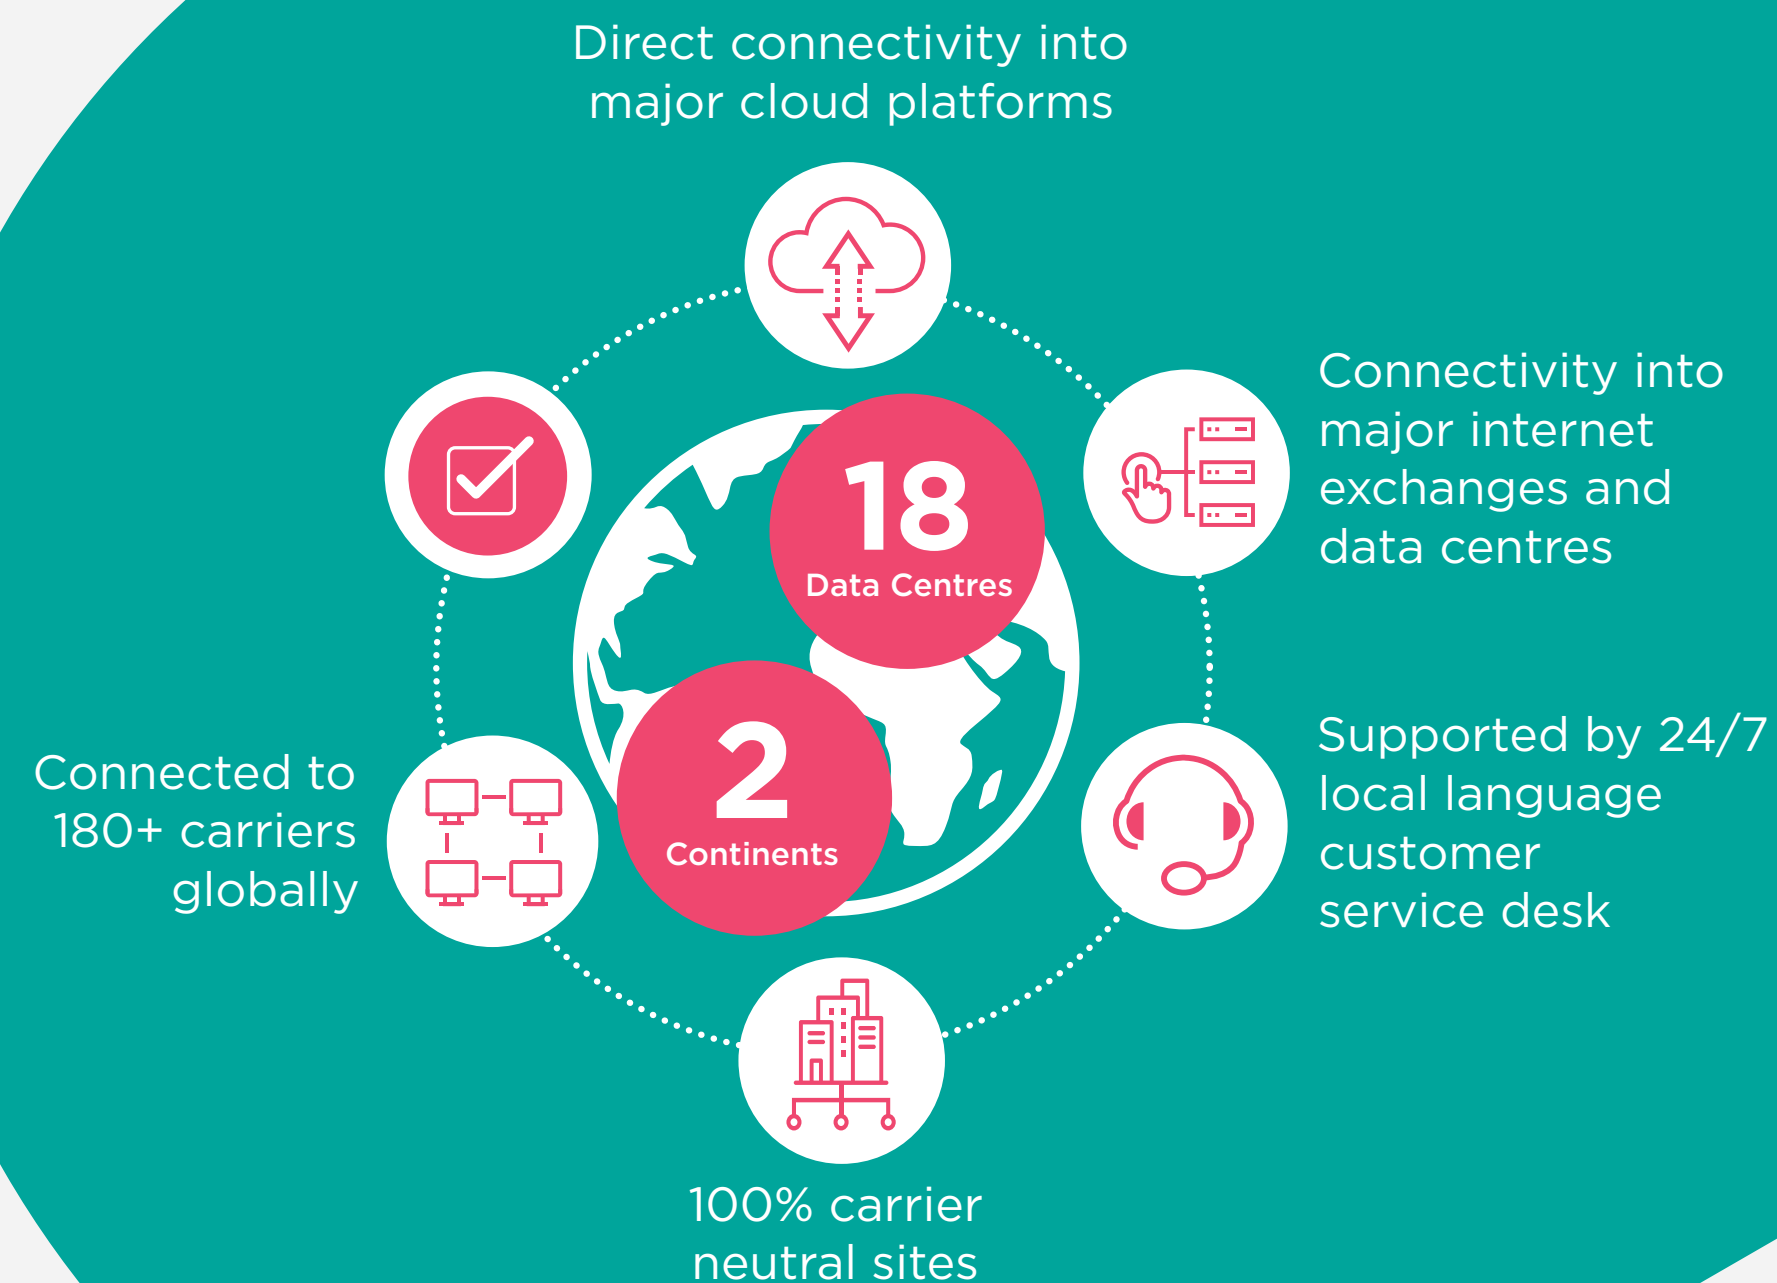 Direct connectivity into
major cloud platforms
Connectivity into
major internet
exchanges and
data centres
18
Data Centres
2
Continents
Supported by 24/7
local language
customer
service desk
Connected to
180+ carriers
globally
100% carrier
neutral sites